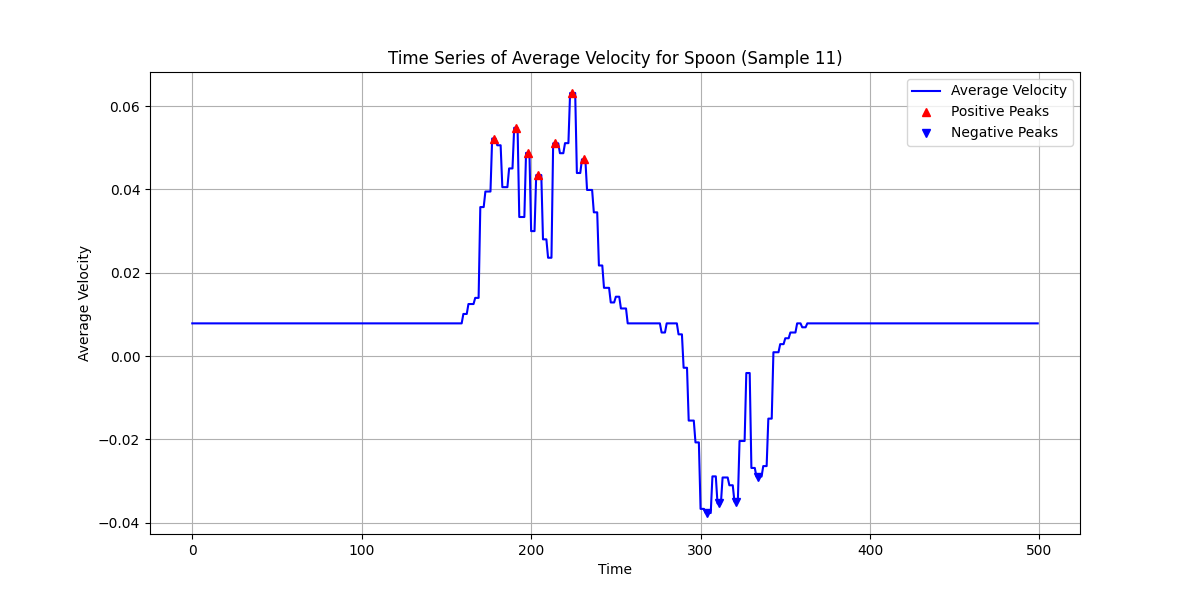 Time Series of Average Velocity for Spoon (Sample 11)
Average Velocity
Positive Peaks
Negative Peaks
Average Velocity
0.06
0.04
0.02
0.00
−0.02
−0.04
0 100 200 300 400 500
Time